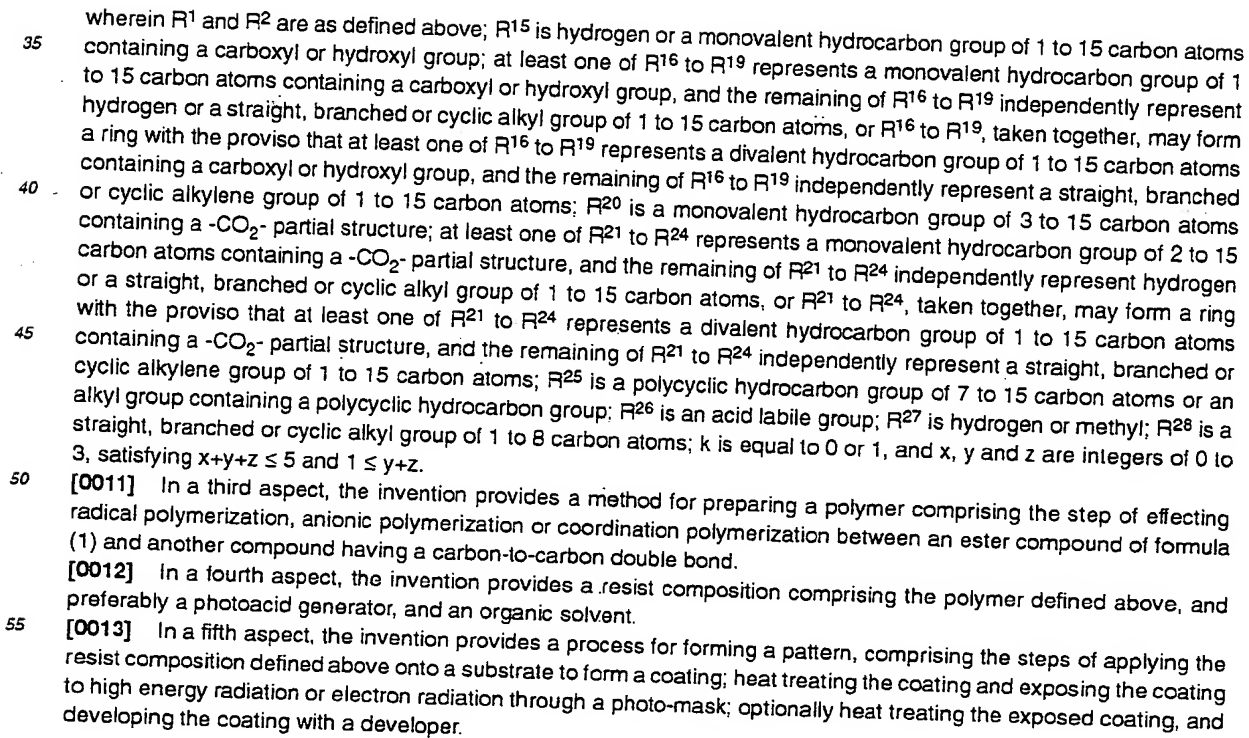 wherein R¹ and R² are as defined above; R¹⁵ is hydrogen or a monovalent hydrocarbon group of 1 to 15 carbon atoms
35 containing a carboxyl or hydroxyl group; at least one of R¹⁶ to R¹⁹ represents a monovalent hydrocarbon group of 1
to 15 carbon atoms containing a carboxyl or hydroxyl group, and the remaining of R¹⁶ to R¹⁹ independently represent
hydrogen or a straight, branched or cyclic alkyl group of 1 to 15 carbon atoms, or R¹⁶ to R¹⁹, taken together, may form
a ring with the proviso that at least one of R¹⁶ to R¹⁹ represents a divalent hydrocarbon group of 1 to 15 carbon atoms
containing a carboxyl or hydroxyl group, and the remaining of R¹⁶ to R¹⁹ independently represent a straight, branched
40 or cyclic alkylene group of 1 to 15 carbon atoms; R²⁰ is a monovalent hydrocarbon group of 3 to 15 carbon atoms
containing a -CO₂- partial structure; at least one of R²¹ to R²⁴ represents a monovalent hydrocarbon group of 2 to 15
carbon atoms containing a -CO₂- partial structure, and the remaining of R²¹ to R²⁴ independently represent hydrogen
or a straight, branched or cyclic alkyl group of 1 to 15 carbon atoms, or R²¹ to R²⁴, taken together, may form a ring
with the proviso that at least one of R²¹ to R²⁴ represents a divalent hydrocarbon group of 1 to 15 carbon atoms
45 containing a -CO₂- partial structure, and the remaining of R²¹ to R²⁴ independently represent a straight, branched or
cyclic alkylene group of 1 to 15 carbon atoms; R²⁵ is a polycyclic hydrocarbon group of 7 to 15 carbon atoms or an
alkyl group containing a polycyclic hydrocarbon group; R²⁶ is an acid labile group; R²⁷ is hydrogen or methyl; R²⁸ is a
straight, branched or cyclic alkyl group of 1 to 8 carbon atoms; k is equal to 0 or 1, and x, y and z are integers of 0 to
3, satisfying x+y+z ≤ 5 and 1 ≤ y+z.
50 [0011] In a third aspect, the invention provides a method for preparing a polymer comprising the step of effecting
radical polymerization, anionic polymerization or coordination polymerization between an ester compound of formula
(1) and another compound having a carbon-to-carbon double bond.
[0012] In a fourth aspect, the invention provides a resist composition comprising the polymer defined above, and
preferably a photoacid generator, and an organic solvent.
55 [0013] In a fifth aspect, the invention provides a process for forming a pattern, comprising the steps of applying the
resist composition defined above onto a substrate to form a coating; heat treating the coating and exposing the coating
to high energy radiation or electron radiation through a photo-mask; optionally heat treating the exposed coating, and
developing the coating with a developer.